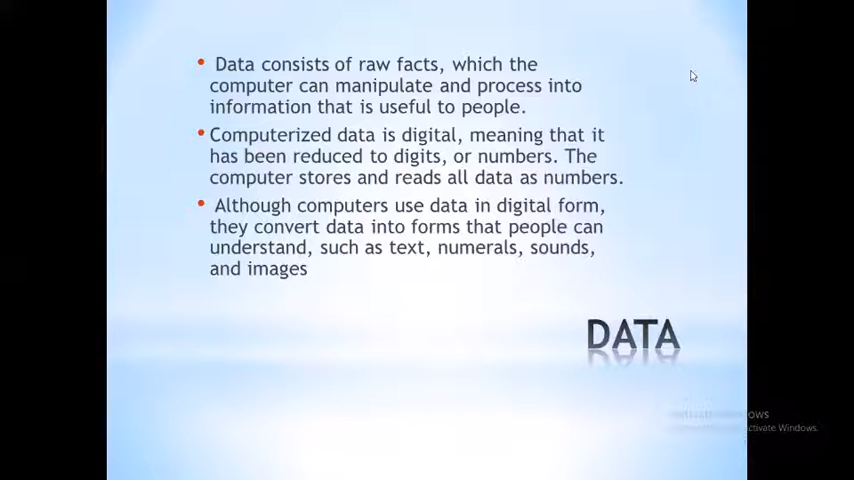 • Data consists of raw facts, which the
computer can manipulate and process into
information that is useful to people.
• Computerized data is digital, meaning that it
has been reduced to digits, or numbers. The
computer stores and reads all data as numbers.
• Although computers use data in digital form,
they convert data into forms that people can
understand, such as text, numerals, sounds,
and images
DATA
Windows.